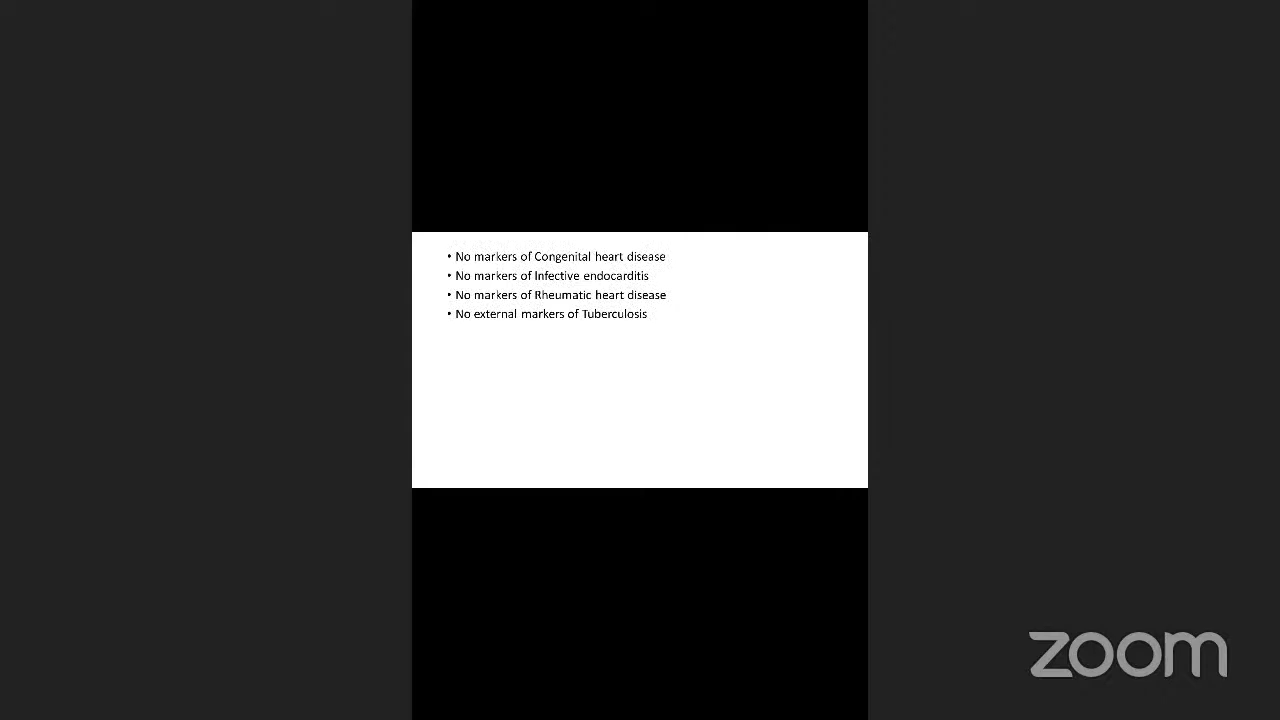 • No markers of Congenital heart disease
• No markers of Infective endocarditis
• No markers of Rheumatic heart disease
• No external markers of Tuberculosis
zoom